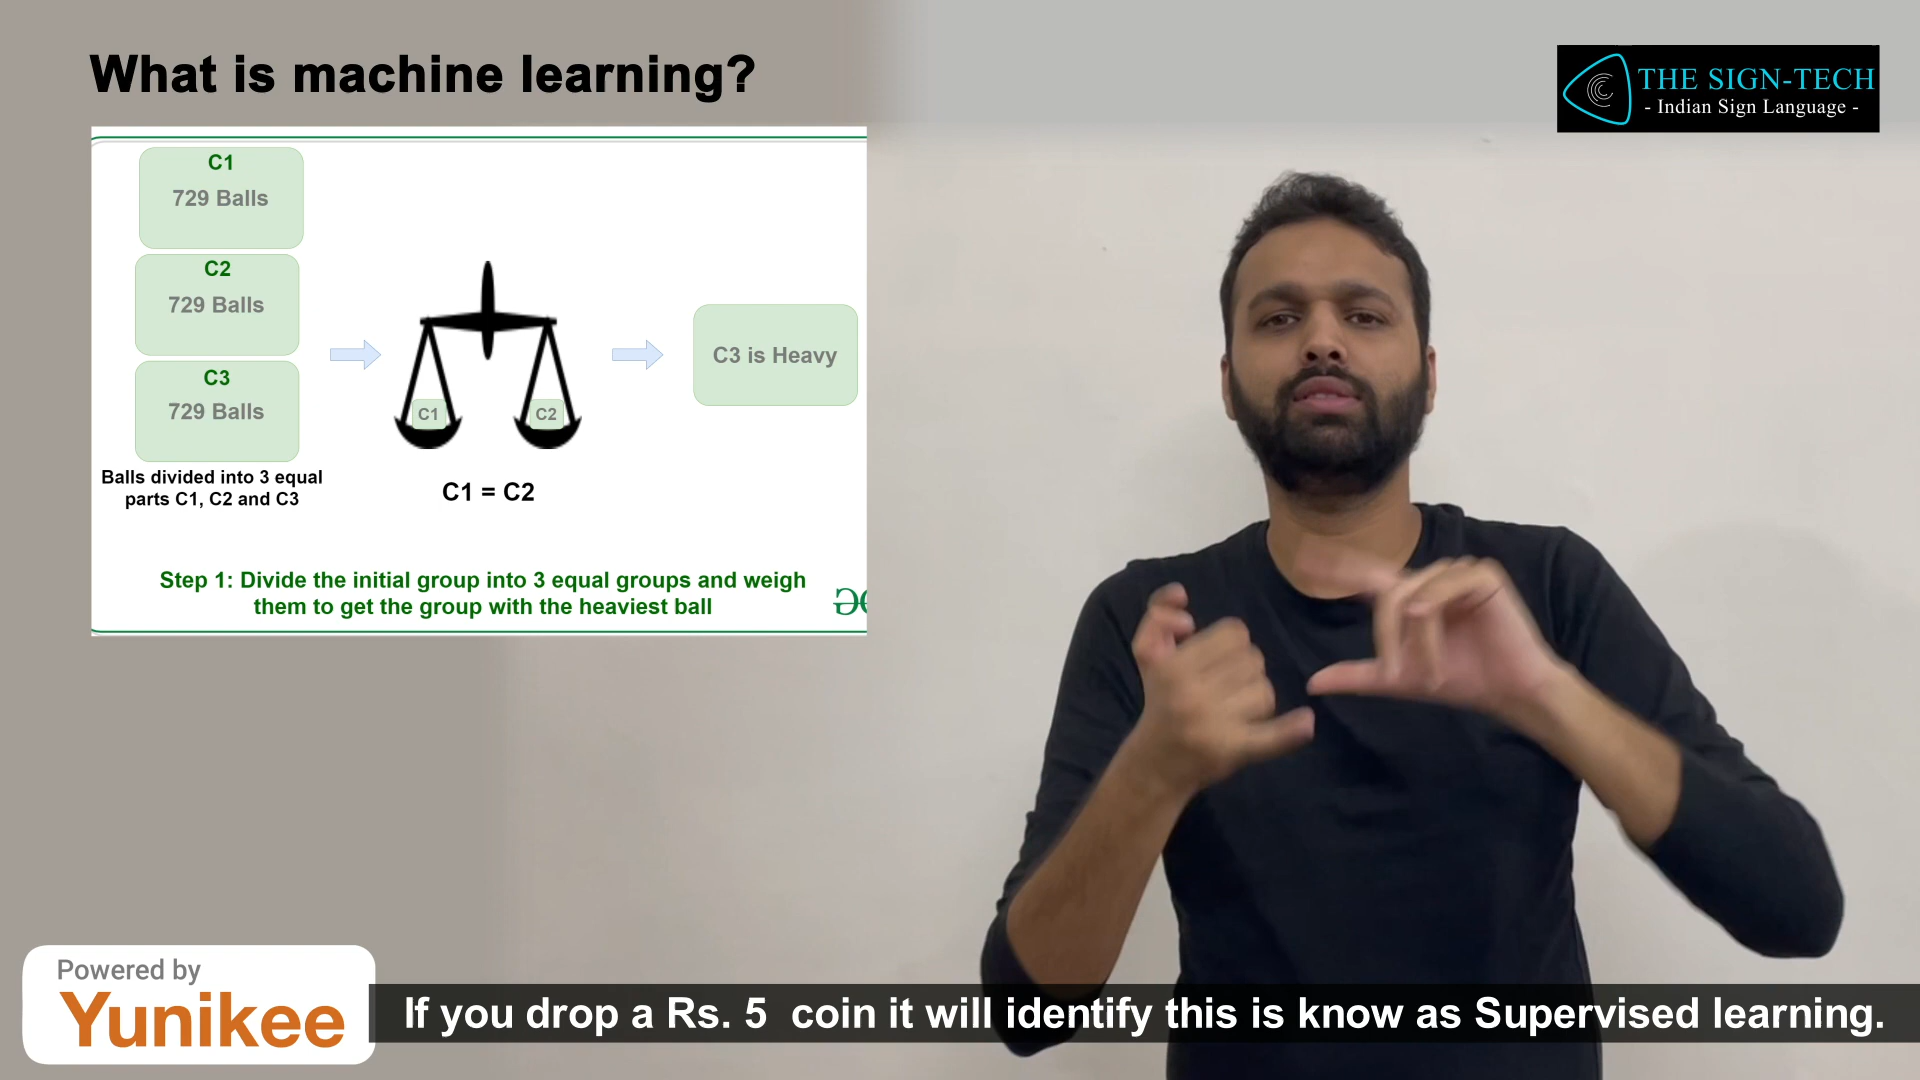 What is machine learning?
THE SIGN-TECH
- Indian Sign Language -
C1
729 Balls
C2
729 Balls
C3
729 Balls
Balls divided into 3 equal
parts C1, C2 and C3
C1
C2
C1 = C2
C3 is Heavy
Step 1: Divide the initial group into 3 equal groups and weigh
them to get the group with the heaviest ball
Powered by
Yunikee
If you drop a Rs. 5 coin it will identify this is know as Supervised learning.